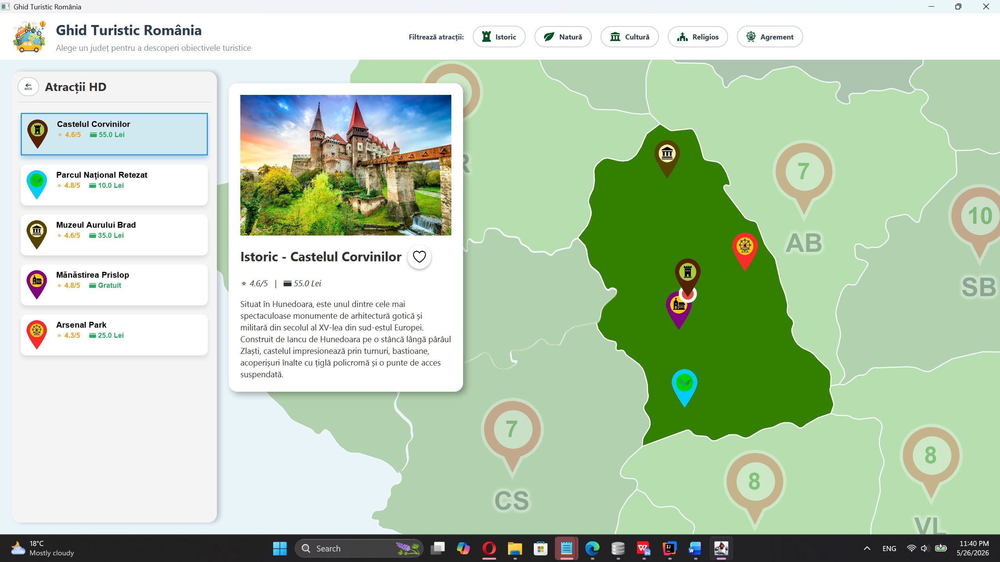 Ghid Turistic România
Ghid Turistic România
Alege un județ pentru a descoperi obiectivele turistice
Filtrează atracții:
Istoric
Natură
Cultură
Religios
Agrement
BACK
Atracții HD
Castelul Corvinilor
4.6/5 55.0 Lei
Parcul Național Retezat
4.8/5 10.0 Lei
Muzeul Aurului Brad
4.6/5 35.0 Lei
Mănăstirea Prislop
4.8/5 Gratuit
Arsenal Park
4.3/5 25.0 Lei
Istoric - Castelul Corvinilor
4.6/5 | 55.0 Lei
Situat în Hunedoara, este unul dintre cele mai
spectaculoase monumente de arhitectură gotică și
militară din secolul al XV-lea din sud-estul Europei.
Construit de Iancu de Hunedoara pe o stâncă lângă pârâul
Zlaști, castelul impresionează prin turnuri, bastioane,
acoperișuri înalte cu țiglă policromă și o punte de acces
suspendată.
7
AB
10
SB
7
CS
8
8
VL
18°C
Mostly cloudy
Search
ENG
11:40 PM
5/26/2026